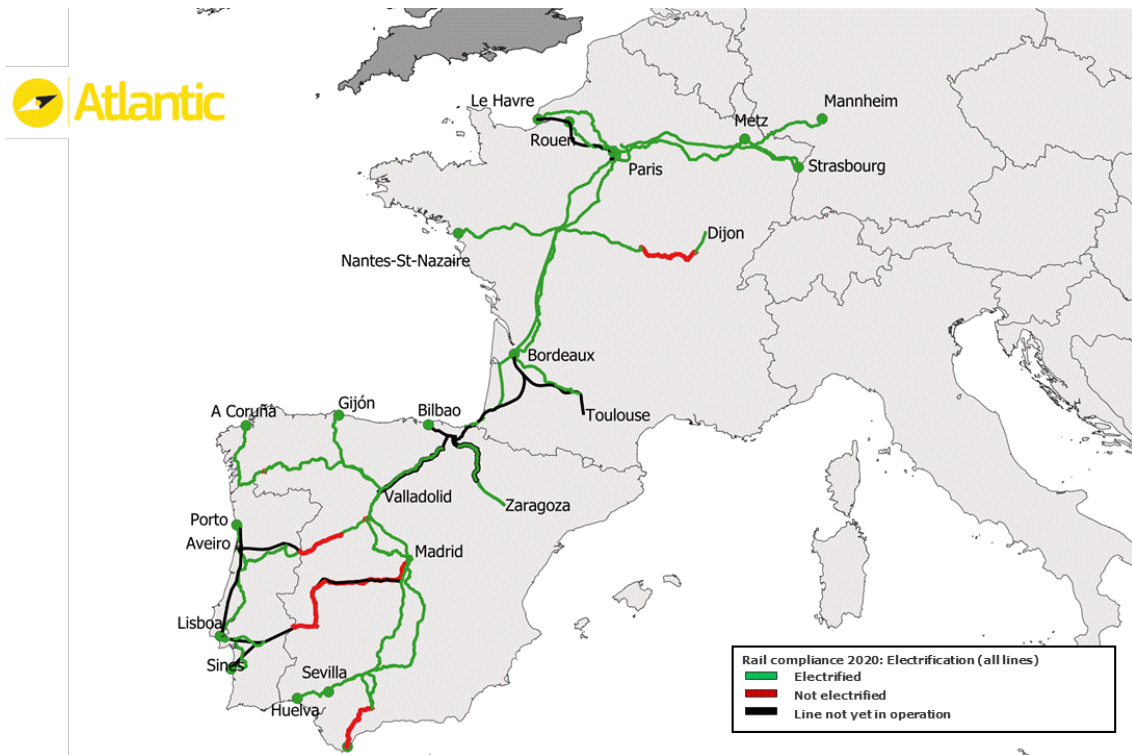 Atlantic
Le Havre
Mannheim
Metz
Rouen
Paris
Strasbourg
Dijon
Nantes-St-Nazaire
Bordeaux
Gijón
A Coruña
Bilbao
Toulouse
Valladolid
Zaragoza
Porto
Aveiro
Madrid
Lisboa
Sines
Sevilla
Huelva
Rail compliance 2020: Electrification (all lines)
Electrified
Not electrified
Line not yet in operation